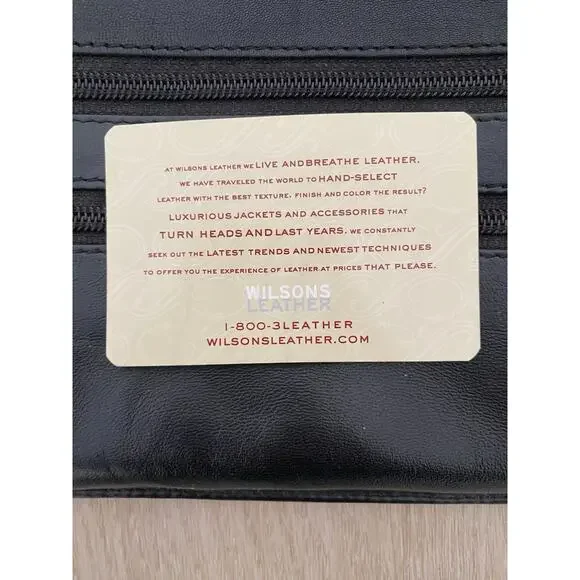 AT WILSONS LEATHER WE LIVE ANDBREATHE LEATHER.
WE HAVE TRAVELED THE WORLD TO HAND-SELECT
LEATHER WITH THE BEST TEXTURE, FINISH AND COLOR THE RESULT?
LUXURIOUS JACKETS AND ACCESSORIES THAT
TURN HEADS AND LAST YEARS. WE CONSTANTLY
SEEK OUT THE LATEST TRENDS AND NEWEST TECHNIQUES
TO OFFER YOU THE EXPERIENCE OF LEATHER AT PRICES THAT PLEASE.
WILSONS
LEATHER
1-800-3LEATHER
WILSONSLEATHER.COM